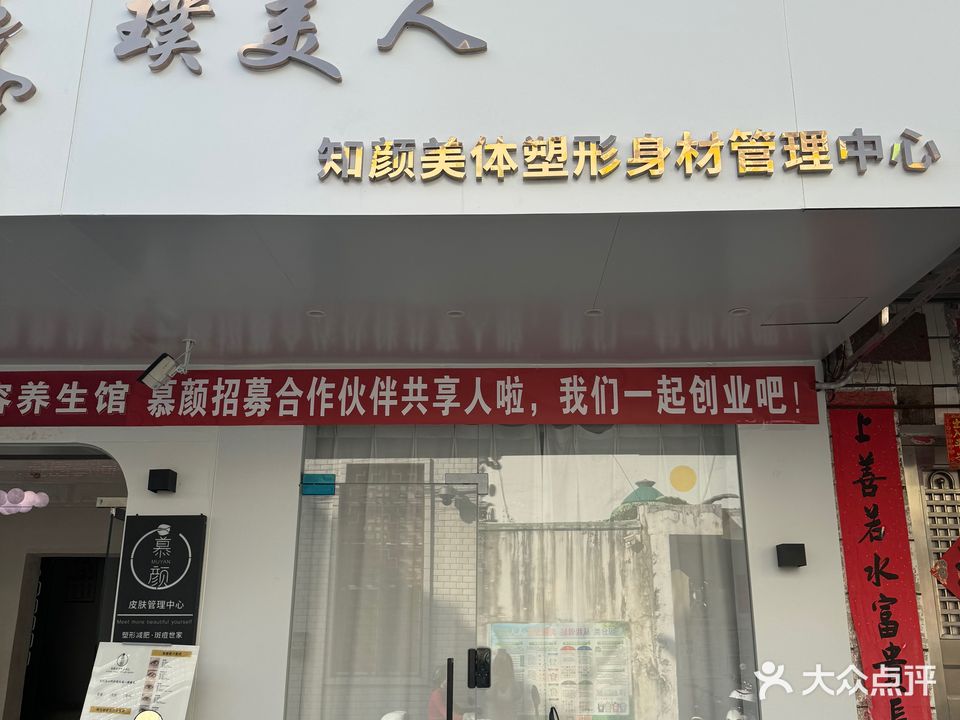 璞美人
知颜美体塑形身材管理中心
容养生馆 慕颜招募合作伙伴共享人啦，我们一起创业吧！
上善若水富贵长
慕颜
MUYAN
皮肤管理中心
Meet more beautiful yourself
塑形减肥·斑痘世家
大众点评